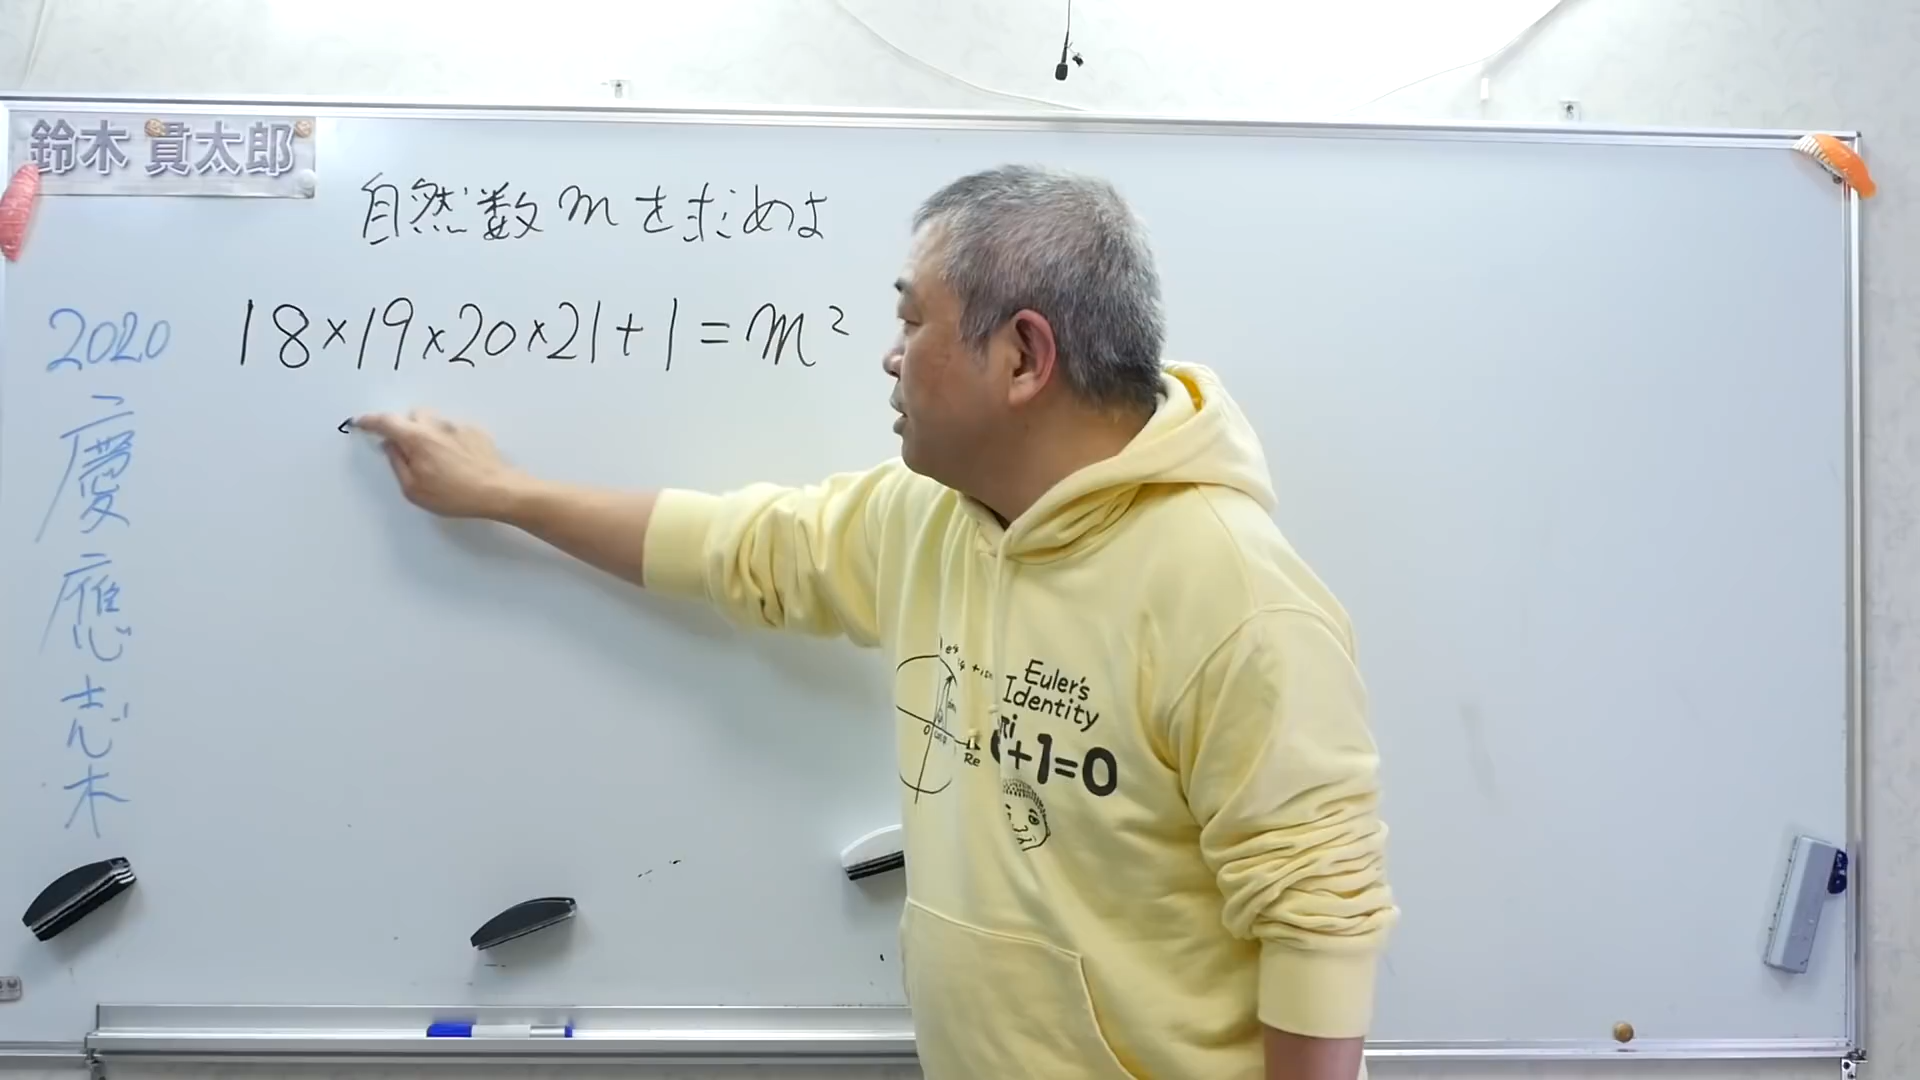 鈴木 貫太郎
自然数mを求めよ
18×19×20×21+1=m²
2020
慶應志木
Euler's
Identity
πi
+1=0
Re